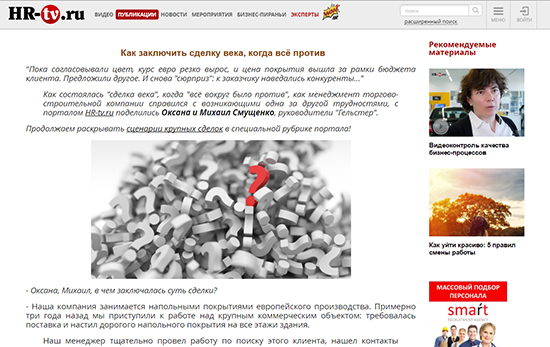 HR-tv.ru
ВИДЕО ПУБЛИКАЦИИ НОВОСТИ МЕРОПРИЯТИЯ БИЗНЕС-ПИРАНЬИ ЭКСПЕРТЫ
поиск
расширенный поиск
МЕНЮ
ВОЙТИ
Как заключить сделку века, когда всё против
"Пока согласовывали цвет, курс евро резко вырос, и цена покрытия вышла за рамки бюджета
клиента. Предложили другое. И снова "сюрприз": к заказчику наведались конкуренты..."
Как состоялась "сделка века", когда "всё вокруг было против", как менеджмент торгово-
строительной компании справился с возникающими одна за другой трудностями, с
порталом HR-tv.ru поделились Оксана и Михаил Смущенко, руководители "Гельстер".
Продолжаем раскрывать сценарии крупных сделок в специальной рубрике портала!
- Оксана, Михаил, в чем заключалась суть сделки?
- Наша компания занимается напольными покрытиями европейского производства. Примерно
три года назад мы приступили к работе над крупным коммерческим объектом: требовалась
поставка и настил дорогого напольного покрытия на все этажи здания.
Наш менеджер тщательно провел работу по поиску этого клиента, нашел контакты
Рекомендуемые
материалы
Видеоконтроль качества
бизнес-процессов
Как уйти красиво: 5 правил
смены работы
МАССОВЫЙ ПОДБОР
ПЕРСОНАЛА
smart